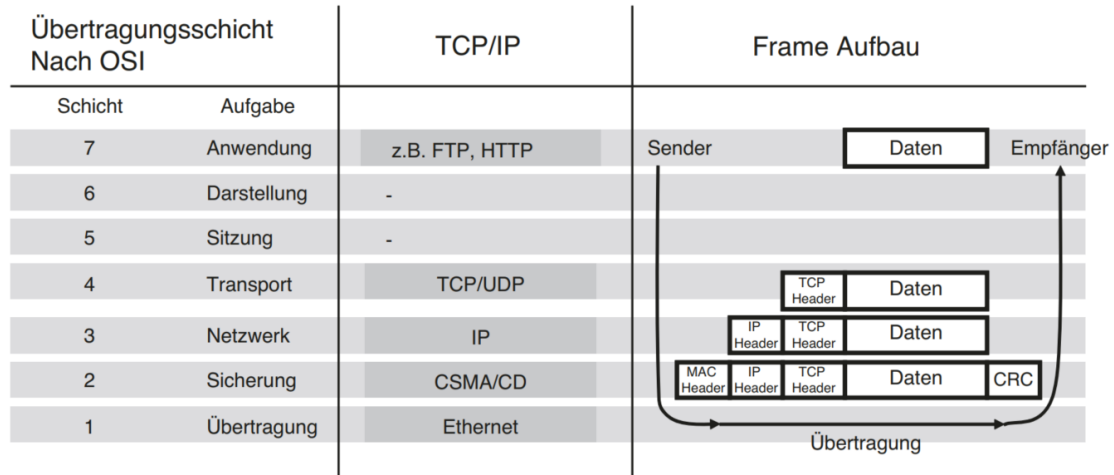 Übertragungsschicht
Nach OSI
TCP/IP
Frame Aufbau
Schicht Aufgabe
7 Anwendung z.B. FTP, HTTP Sender Daten Empfänger
6 Darstellung -
5 Sitzung -
4 Transport TCP/UDP TCP Header Daten
3 Netzwerk IP IP Header TCP Header Daten
2 Sicherung CSMA/CD MAC Header IP Header TCP Header Daten CRC
1 Übertragung Ethernet
Übertragung